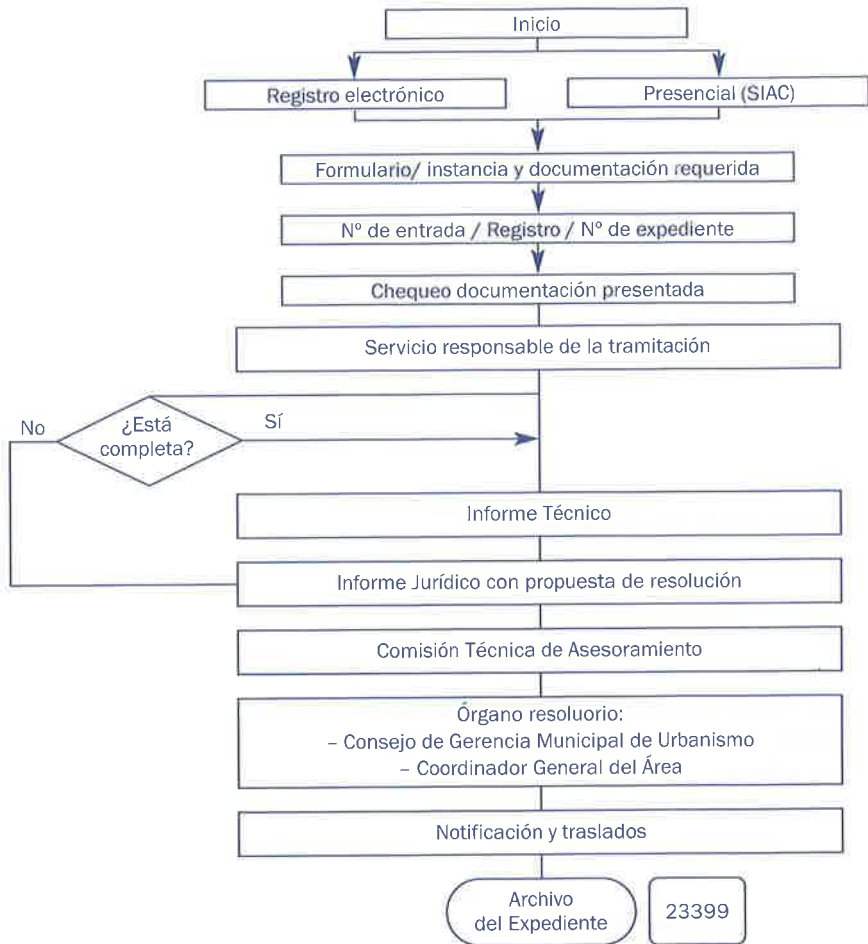 Inicio
Registro electrónico
Presencial (SIAC)
Formulario/ instancia y documentación requerida
Nº de entrada / Registro / Nº de expediente
Chequeo documentación presentada
Servicio responsable de la tramitación
No
¿Está
completa?
Sí
Informe Técnico
Informe Jurídico con propuesta de resolución
Comisión Técnica de Asesoramiento
Órgano resoluorio:
– Consejo de Gerencia Municipal de Urbanismo
– Coordinador General del Área
Notificación y traslados
Archivo
del Expediente
23399